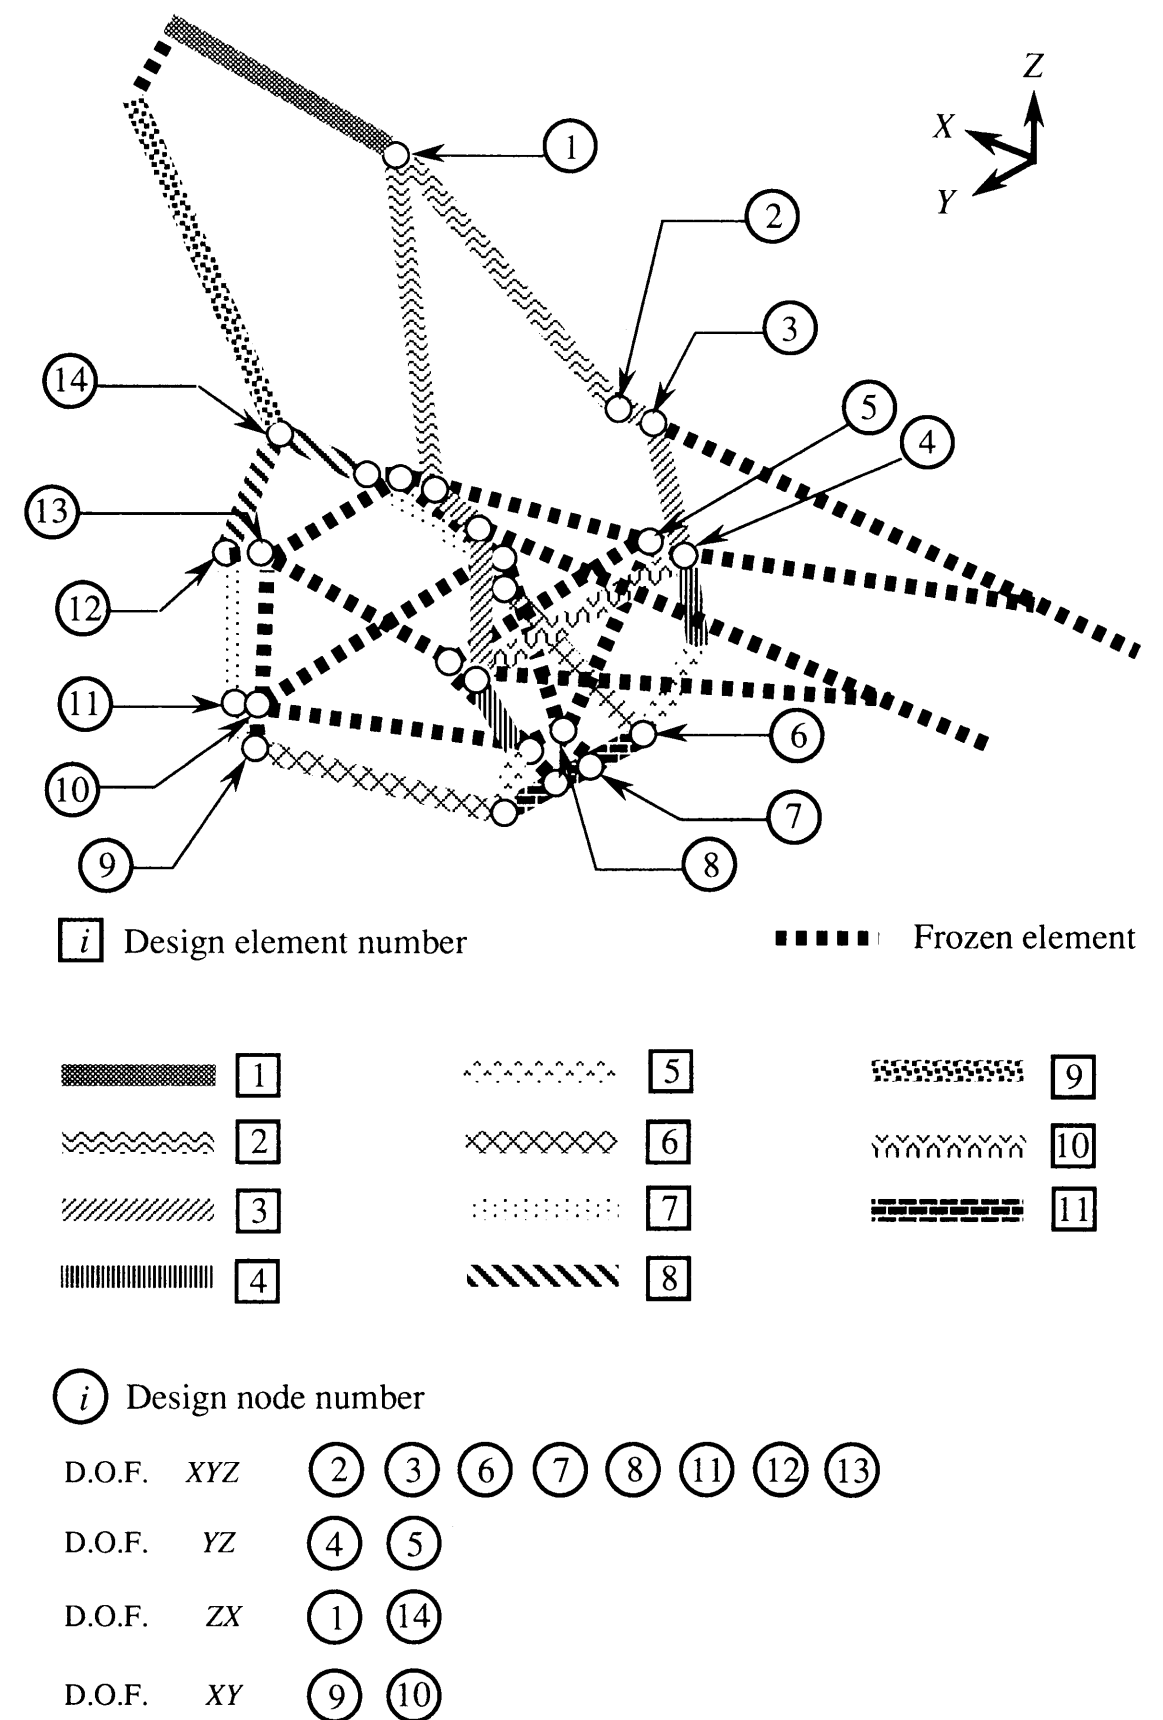 Z
1
X
Y
2
3
14
5
4
13
12
11
6
10
7
9
8
i Design element number
Frozen element
1 5 9
2 6 10
3 7 11
4 8
i Design node number
D.O.F. XYZ 2 3 6 7 8 11 12 13
D.O.F. YZ 4 5
D.O.F. ZX 1 14
D.O.F. XY 9 10